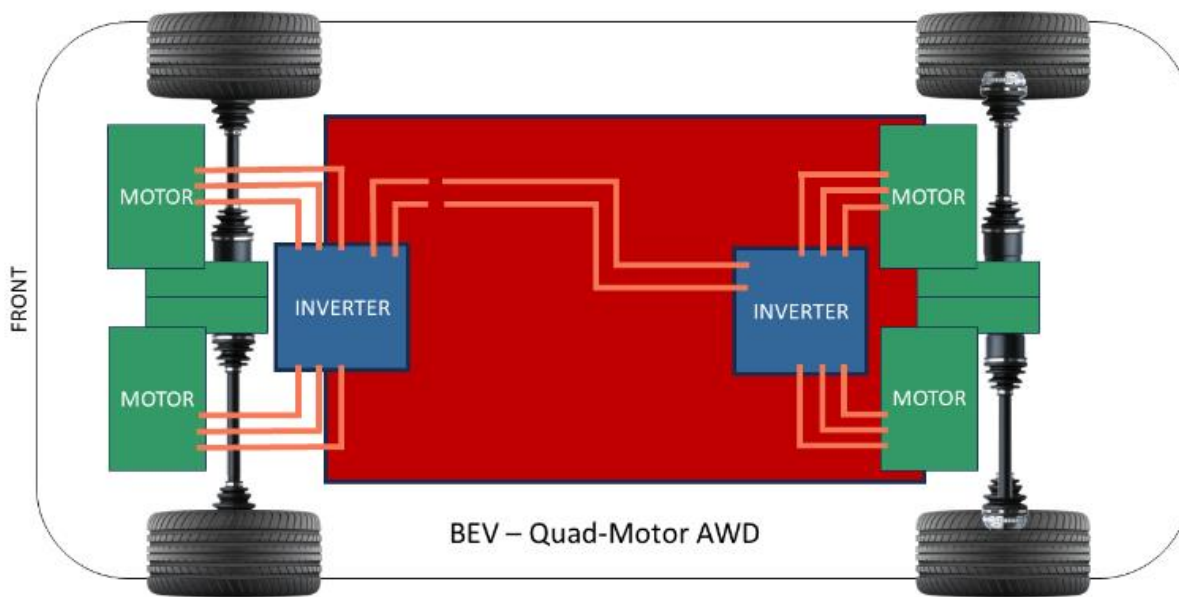 MOTOR
MOTOR
FRONT
INVERTER
INVERTER
MOTOR
MOTOR
BEV – Quad-Motor AWD